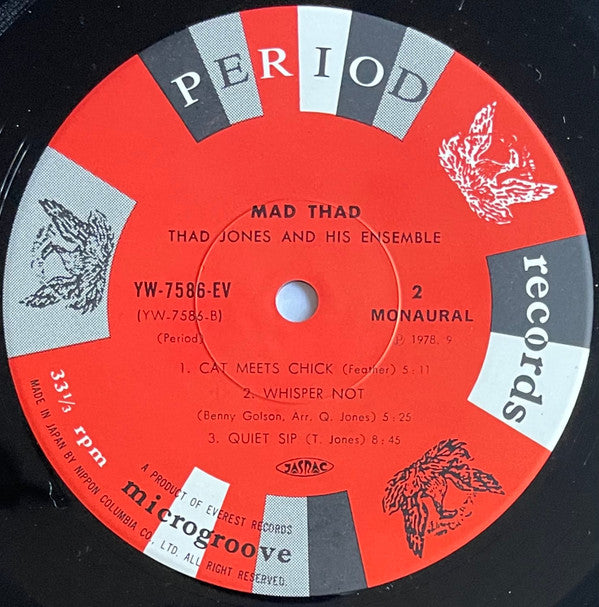 PERIOD
records
MAD THAD
THAD JONES AND HIS ENSEMBLE
YW-7586-EV
(YW-7586-B)
(Period)
2
MONAURAL
Ⓟ 1978. 9
1. CAT MEETS CHICK (Feather) 5:11
2. WHISPER NOT
(Benny Golson, Arr. Q. Jones) 5:25
3. QUIET SIP (T. Jones) 8:45
JASRAC
33⅓ rpm
microgroove
A PRODUCT OF EVEREST RECORDS
MADE IN JAPAN BY NIPPON COLUMBIA CO., LTD. ALL RIGHT RESERVED.